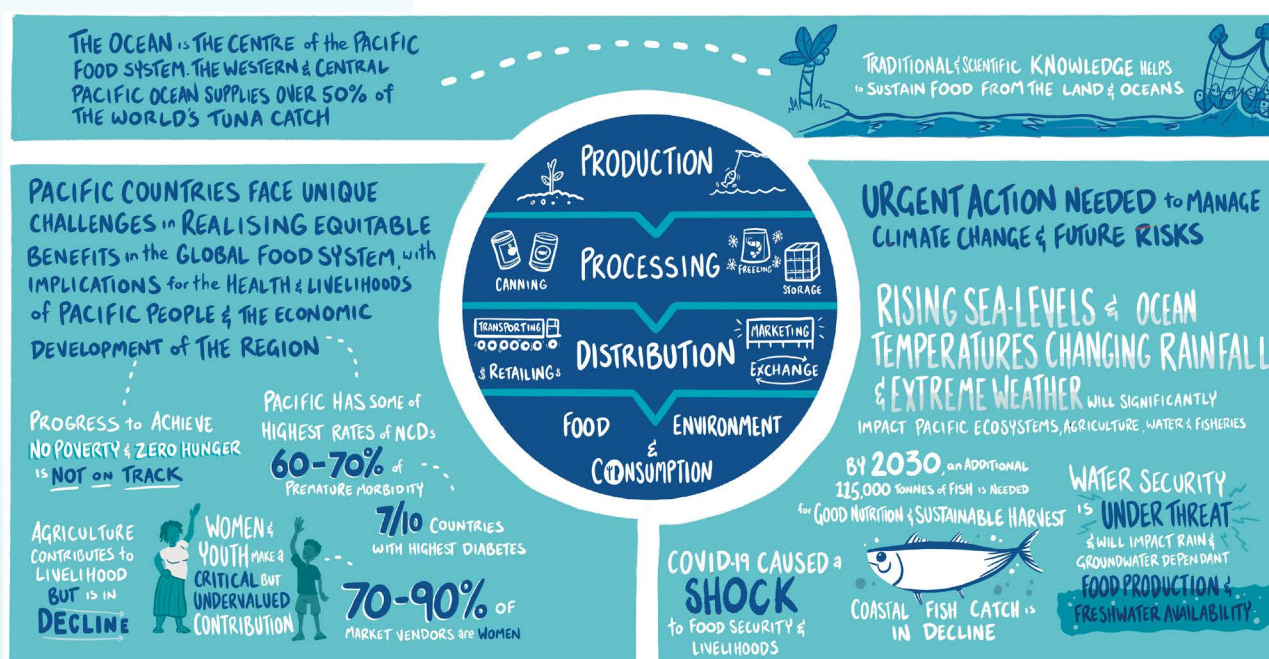 THE OCEAN is THE CENTRE of the PACIFIC
FOOD SYSTEM. THE WESTERN & CENTRAL
PACIFIC OCEAN SUPPLIES OVER 50% of
THE WORLD'S TUNA CATCH
TRADITIONAL & SCIENTIFIC KNOWLEDGE HELPS
to SUSTAIN FOOD FROM THE LAND & OCEANS
PACIFIC COUNTRIES FACE UNIQUE
CHALLENGES in REALISING EQUITABLE
BENEFITS in the GLOBAL FOOD SYSTEM, with
IMPLICATIONS for the HEALTH & LIVELIHOODS
of PACIFIC PEOPLE & THE ECONOMIC
DEVELOPMENT of THE REGION
PROGRESS to ACHIEVE
NO POVERTY & ZERO HUNGER
is NOT ON TRACK
PACIFIC HAS SOME of
HIGHEST RATES of NCDs
60-70% of
PREMATURE MORBIDITY
7/10 COUNTRIES
WITH HIGHEST DIABETES
AGRICULTURE
CONTRIBUTES to
LIVELIHOOD
BUT IS IN
DECLINE
WOMEN &
YOUTH MAKE A
CRITICAL BUT
UNDERVALUED
CONTRIBUTION
70-90% OF
MARKET VENDORS are WOMEN
PRODUCTION
PROCESSING
CANNING
FREEZING
STORAGE
DISTRIBUTION
TRANSPORTING
$ RETAILING $
MARKETING
EXCHANGE
FOOD ENVIRONMENT
&
CONSUMPTION
URGENT ACTION NEEDED to MANAGE
CLIMATE CHANGE & FUTURE RISKS
RISING SEA-LEVELS & OCEAN
TEMPERATURES CHANGING RAINFALL
& EXTREME WEATHER WILL SIGNIFICANTLY
IMPACT PACIFIC ECOSYSTEMS, AGRICULTURE, WATER & FISHERIES
BY 2030, an ADDITIONAL
115,000 TONNES of FISH is NEEDED
for GOOD NUTRITION & SUSTAINABLE HARVEST
COASTAL FISH CATCH is
IN DECLINE
WATER SECURITY
is UNDER THREAT
& WILL IMPACT RAIN &
GROUNDWATER DEPENDANT
FOOD PRODUCTION &
FRESHWATER AVAILABILITY
COVID-19 CAUSED a
SHOCK
to FOOD SECURITY &
LIVELIHOODS